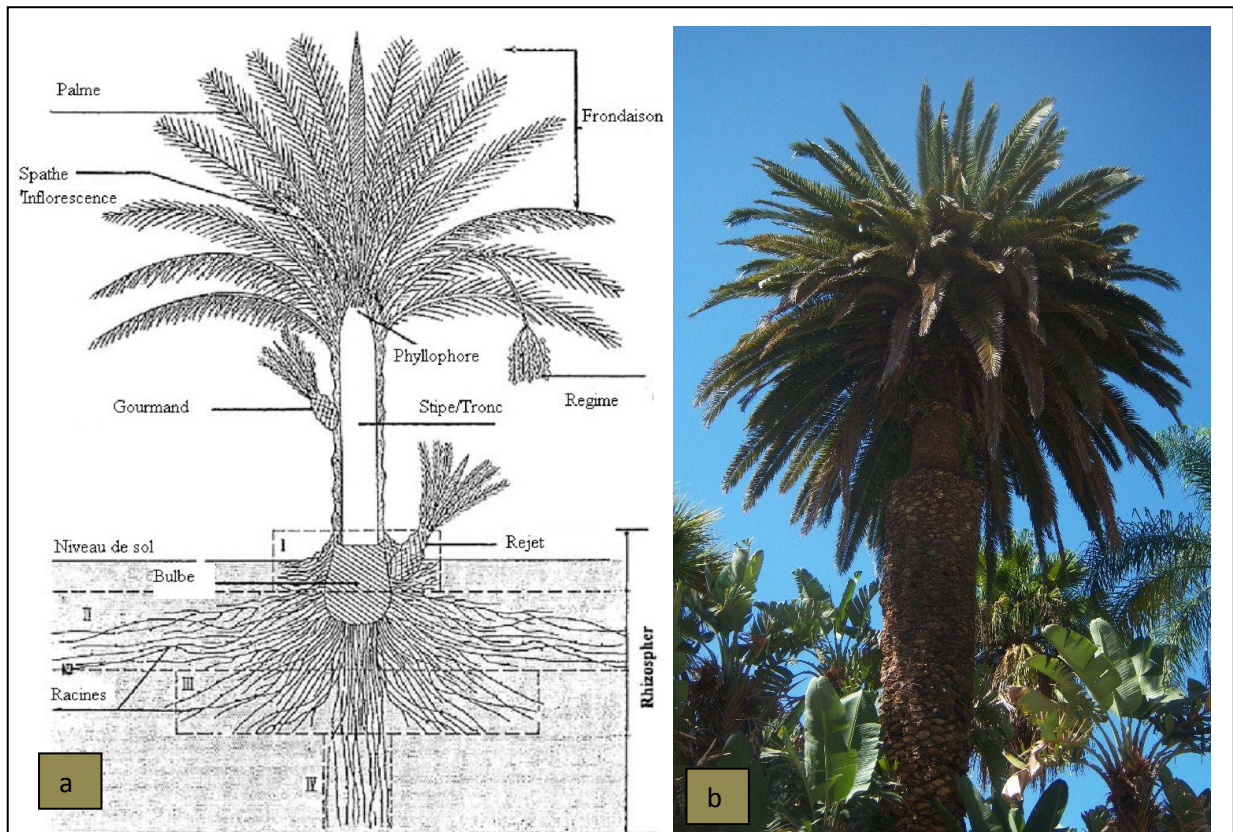 Palme
Frondaison
Spathe
Inflorescence
Phyllophore
Gourmand
Stipe/Tronc
Regime
I
Niveau de sol
Rejet
Bulbe
II
Racines
III
Rhizospher
IV
a
b